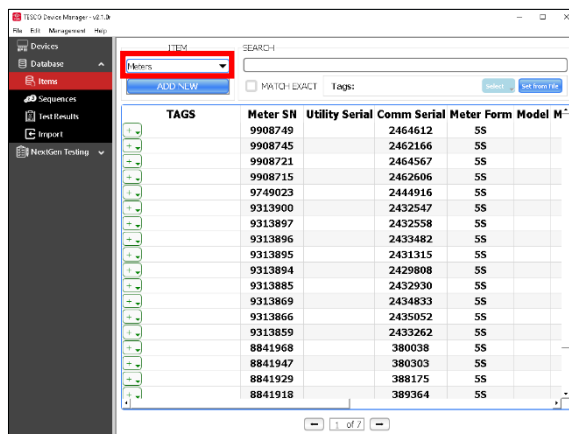 TESCO Device Manager - v2.1.0
File Edit Management Help
Devices
Database
Items
Sequences
Test Results
Import
NextGen Testing
ITEM
SEARCH
Meters
ADD NEW
MATCH EXACT Tags: Select Set from File
TAGS Meter SN Utility Serial Comm Serial Meter Form Model M
+ 9908749 2464612 5S
+ 9908745 2462166 5S
+ 9908721 2464567 5S
+ 9908715 2462606 5S
+ 9749023 2444916 5S
+ 9313900 2432547 5S
+ 9313897 2432558 5S
+ 9313896 2433482 5S
+ 9313895 2431315 5S
+ 9313894 2429808 5S
+ 9313885 2432930 5S
+ 9313869 2434833 5S
+ 9313866 2435052 5S
+ 9313859 2433262 5S
+ 8841968 380038 5S
+ 8841947 380303 5S
+ 8841929 388175 5S
+ 8841918 389364 5S
1 of 7